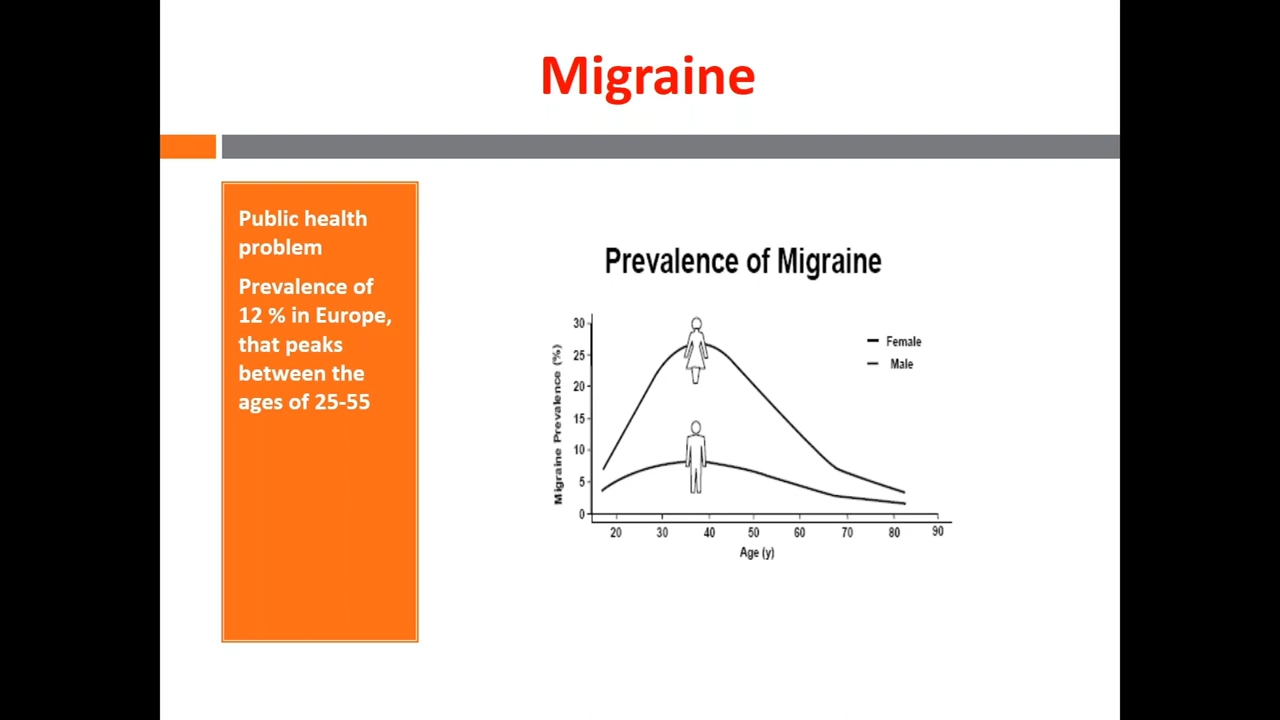 Migraine
Public health
problem
Prevalence of
12 % in Europe,
that peaks
between the
ages of 25-55
Prevalence of Migraine
Migraine Prevalence (%)
30
25
20
15
10
5
0
20 30 40 50 60 70 80 90
Age (y)
Female
Male